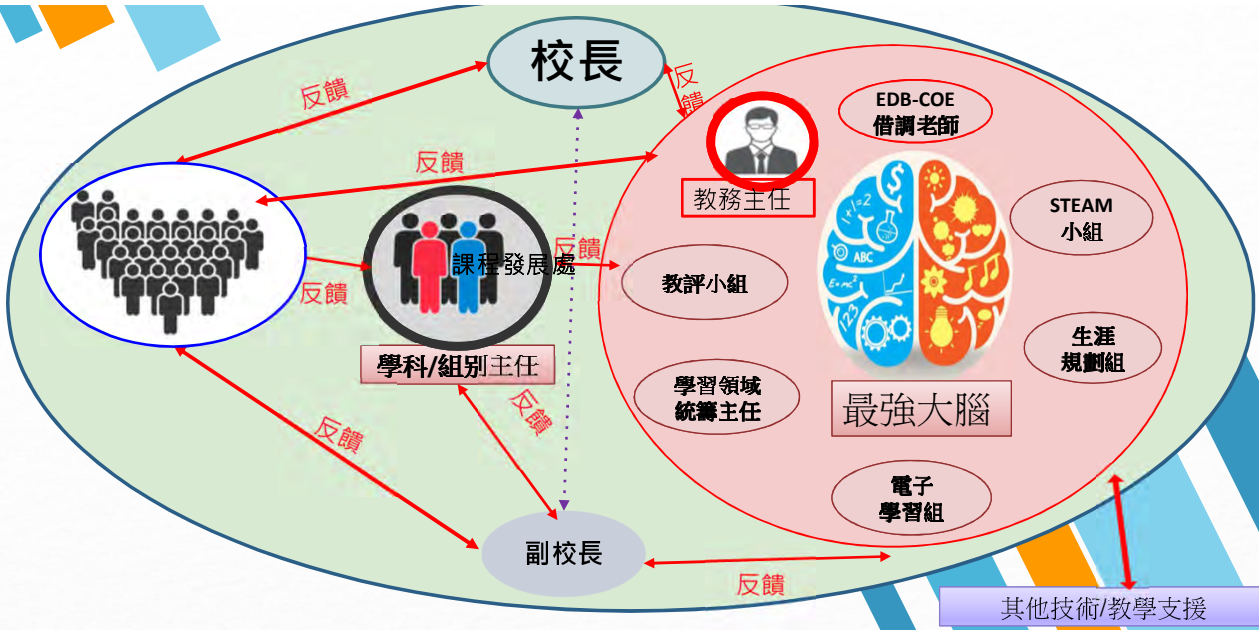 校長
反饋
反
饋
EDB-COE
借調老師
反饋
教務主任
STEAM
小組
課程發展處
反饋
反饋
教評小組
ABC
E=mc²
123
$
學科/組別主任
生涯
規劃組
學習領域
統籌主任
最強大腦
反饋
反饋
電子
學習組
副校長
反饋
其他技術/教學支援